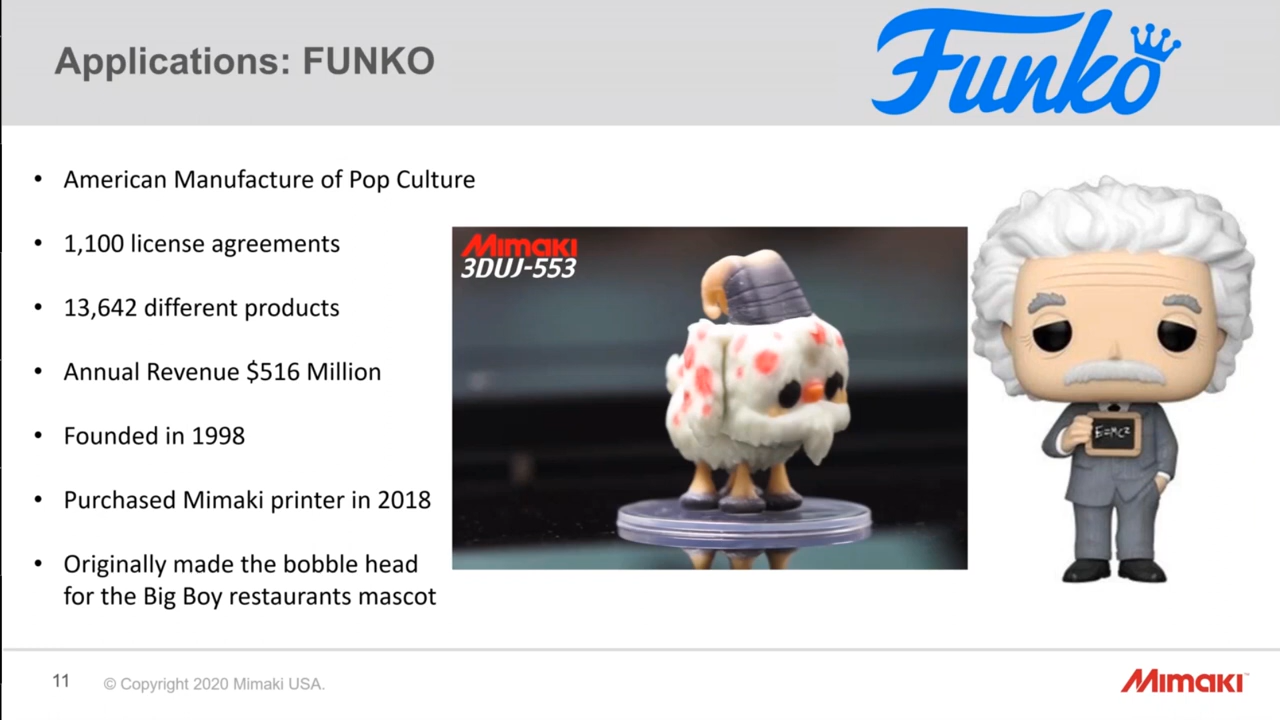 Applications: FUNKO
Funko
• American Manufacture of Pop Culture
• 1,100 license agreements
• 13,642 different products
• Annual Revenue $516 Million
• Founded in 1998
• Purchased Mimaki printer in 2018
• Originally made the bobble head
for the Big Boy restaurants mascot
Mimaki
3DUJ-553
E=mc²
11
© Copyright 2020 Mimaki USA.
Mimaki™